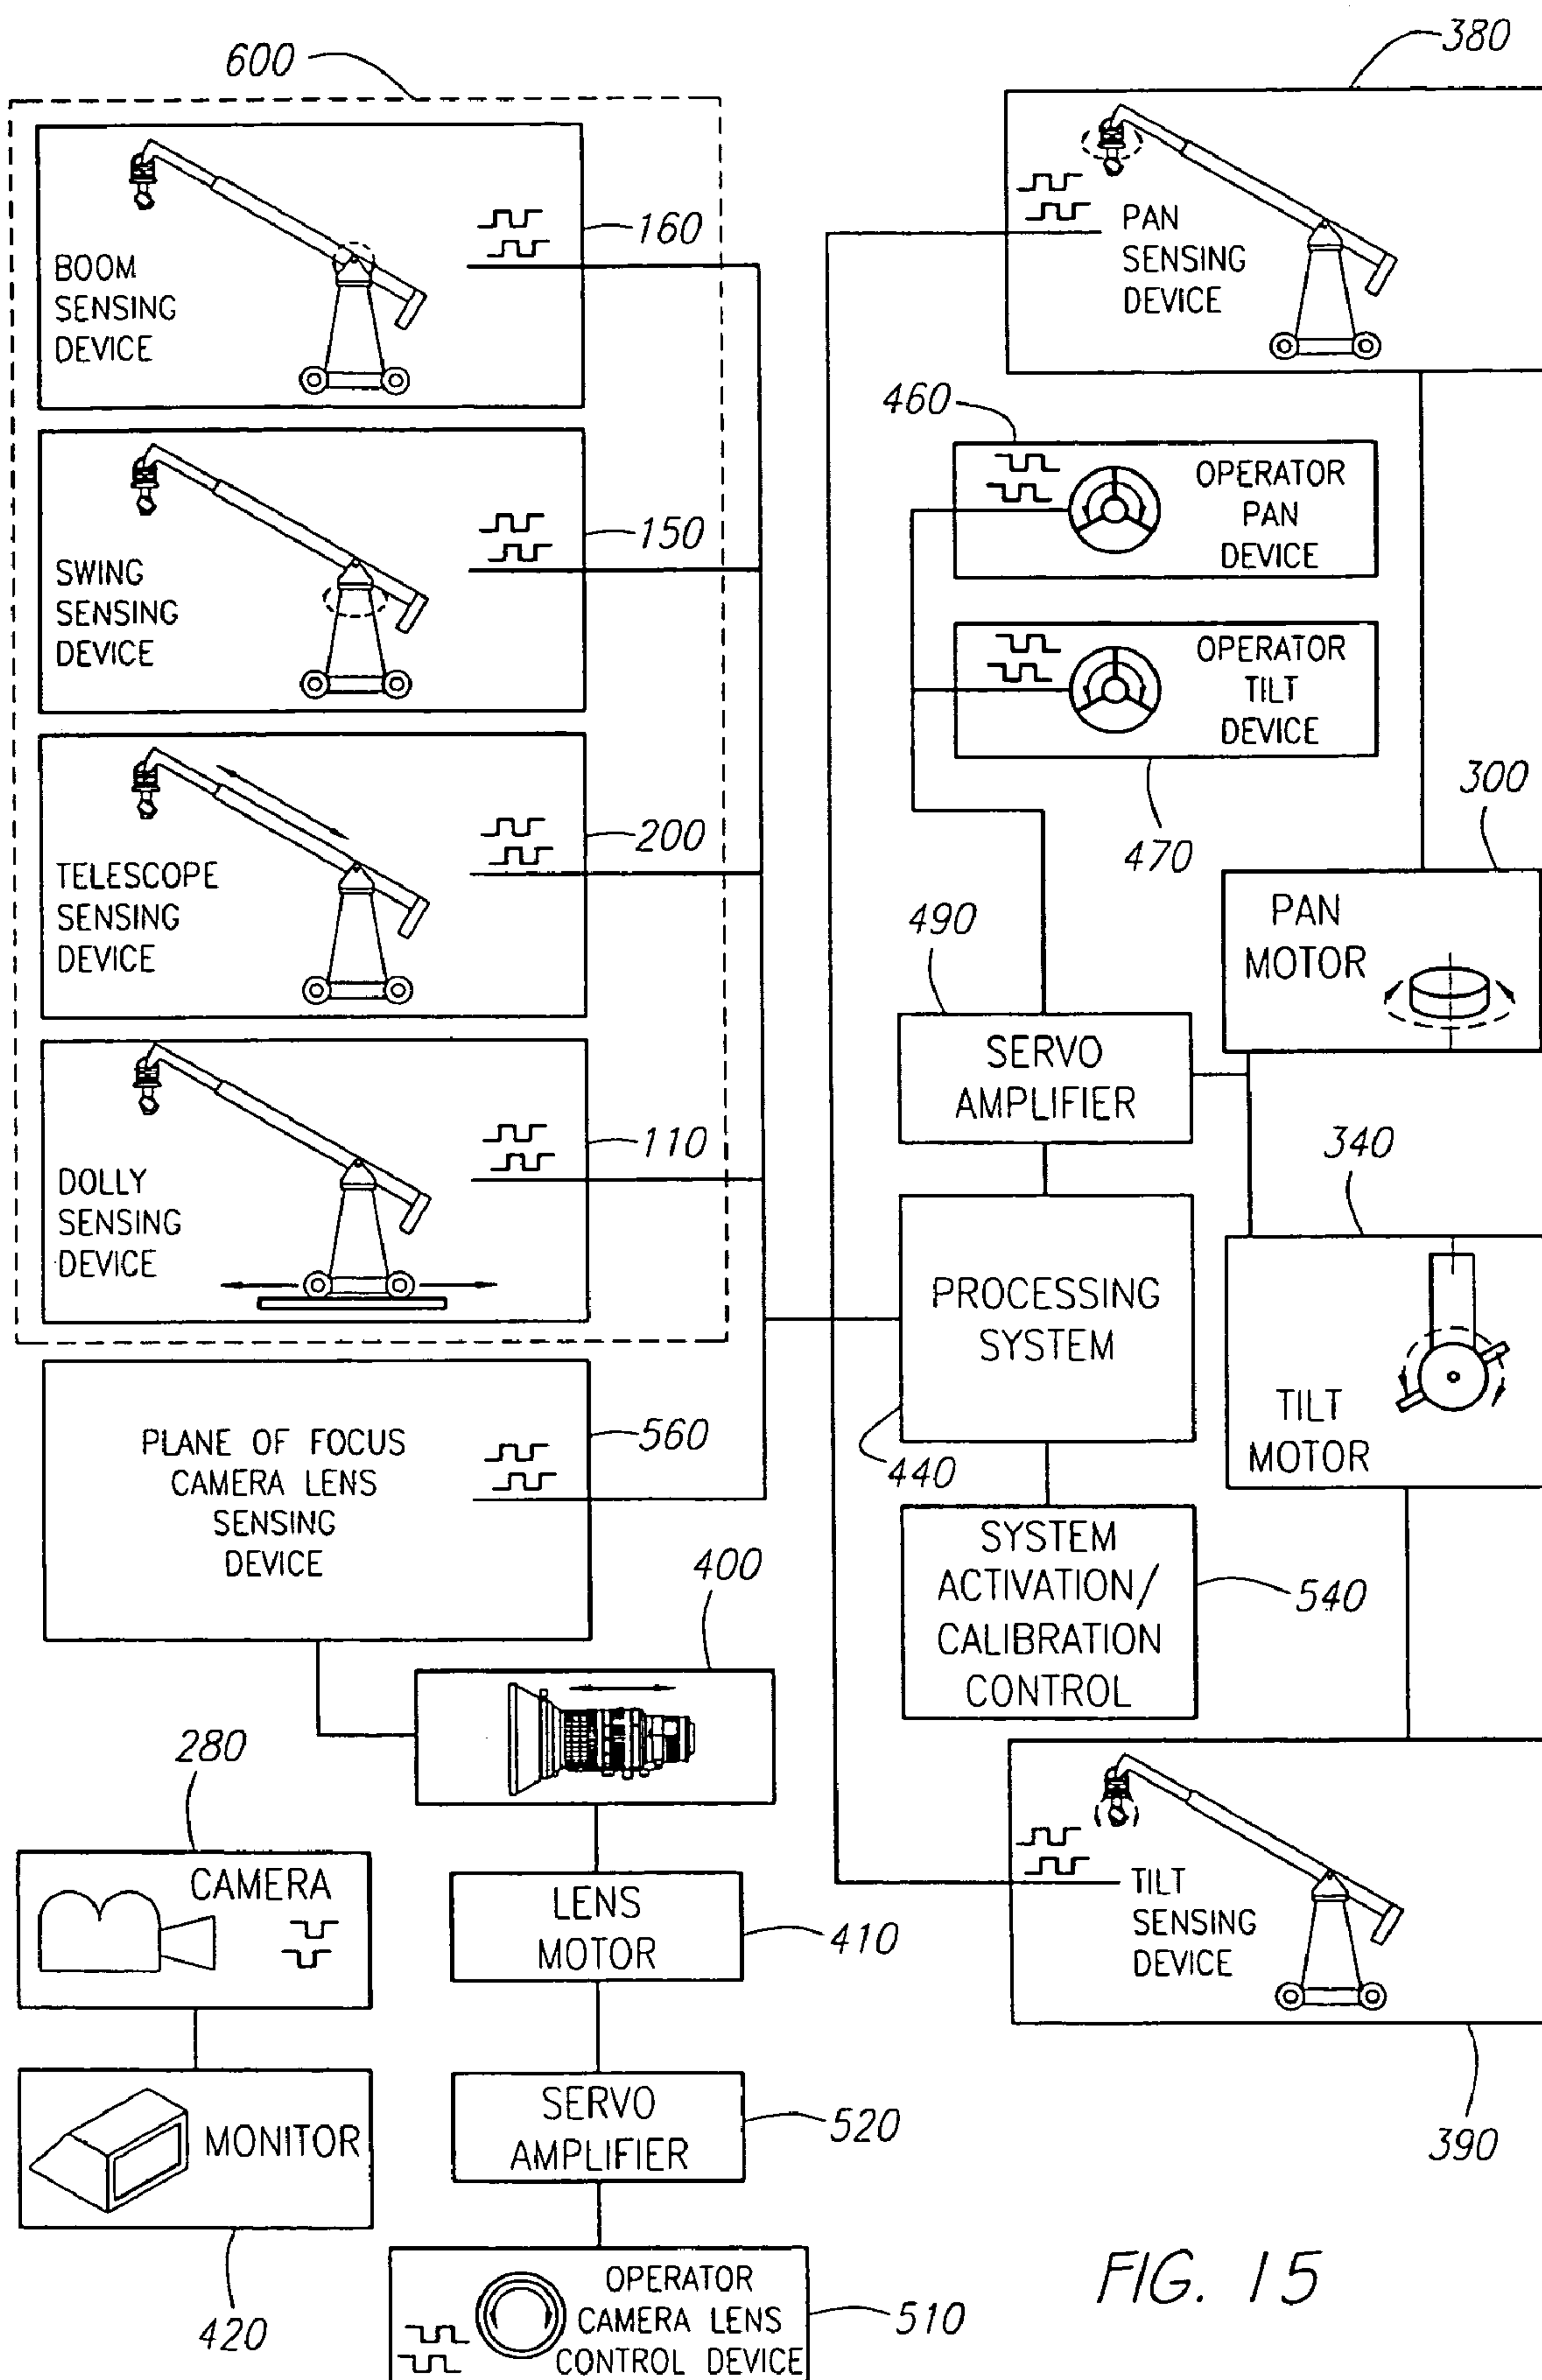 600
BOOM
SENSING
DEVICE
160
SWING
SENSING
DEVICE
150
TELESCOPE
SENSING
DEVICE
200
DOLLY
SENSING
DEVICE
110
PLANE OF FOCUS
CAMERA LENS
SENSING
DEVICE
560
400
280
CAMERA
LENS
MOTOR
410
MONITOR
420
SERVO
AMPLIFIER
520
OPERATOR
CAMERA LENS
CONTROL DEVICE
510
380
PAN
SENSING
DEVICE
460
OPERATOR
PAN
DEVICE
OPERATOR
TILT
DEVICE
470
300
PAN
MOTOR
490
SERVO
AMPLIFIER
340
TILT
MOTOR
PROCESSING
SYSTEM
440
SYSTEM
ACTIVATION/
CALIBRATION
CONTROL
540
TILT
SENSING
DEVICE
390
FIG. 15